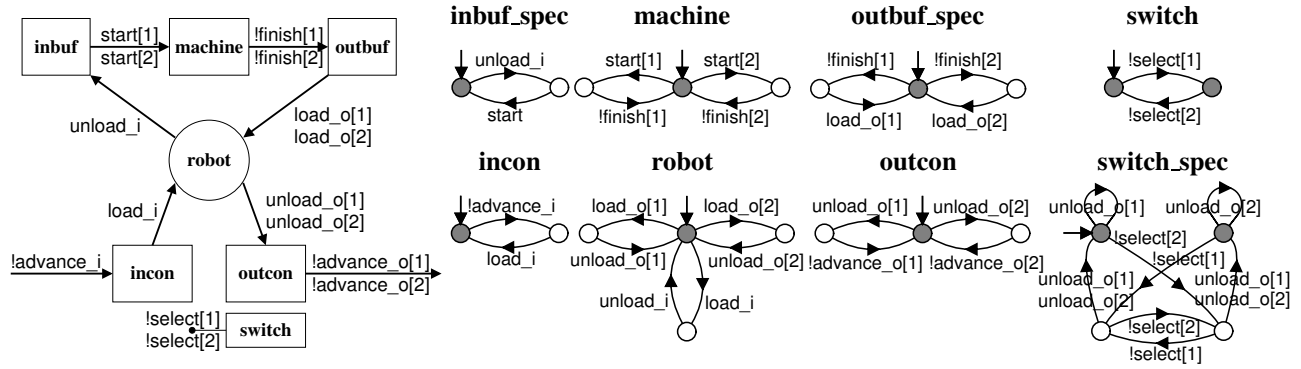 inbuf
start[1]
start[2]
machine
!finish[1]
!finish[2]
outbuf
unload_i
load_o[1]
load_o[2]
robot
load_i
unload_o[1]
unload_o[2]
!advance_i
incon
outcon
!advance_o[1]
!advance_o[2]
!select[1]
!select[2]
switch
inbuf_spec
unload_i
start
machine
start[1]
start[2]
!finish[1]
!finish[2]
outbuf_spec
!finish[1]
!finish[2]
load_o[1]
load_o[2]
switch
!select[1]
!select[2]
incon
!advance_i
load_i
robot
load_o[1]
load_o[2]
unload_o[1]
unload_o[2]
unload_i
load_i
outcon
unload_o[1]
unload_o[2]
!advance_o[1]
!advance_o[2]
switch_spec
unload_o[1]
unload_o[2]
!select[2]
!select[1]
unload_o[1]
unload_o[2]
unload_o[1]
unload_o[2]
!select[2]
!select[1]